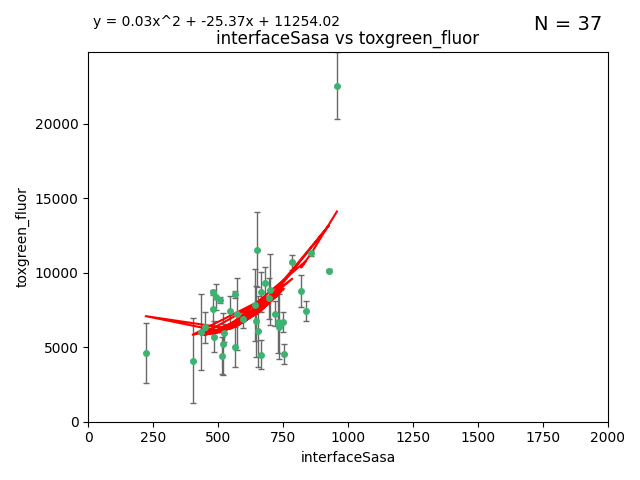 y = 0.03x^2 + -25.37x + 11254.02
N = 37
interfaceSasa vs toxgreen_fluor
toxgreen_fluor
20000
15000
10000
5000
0
0 250 500 750 1000 1250 1500 1750 2000
interfaceSasa